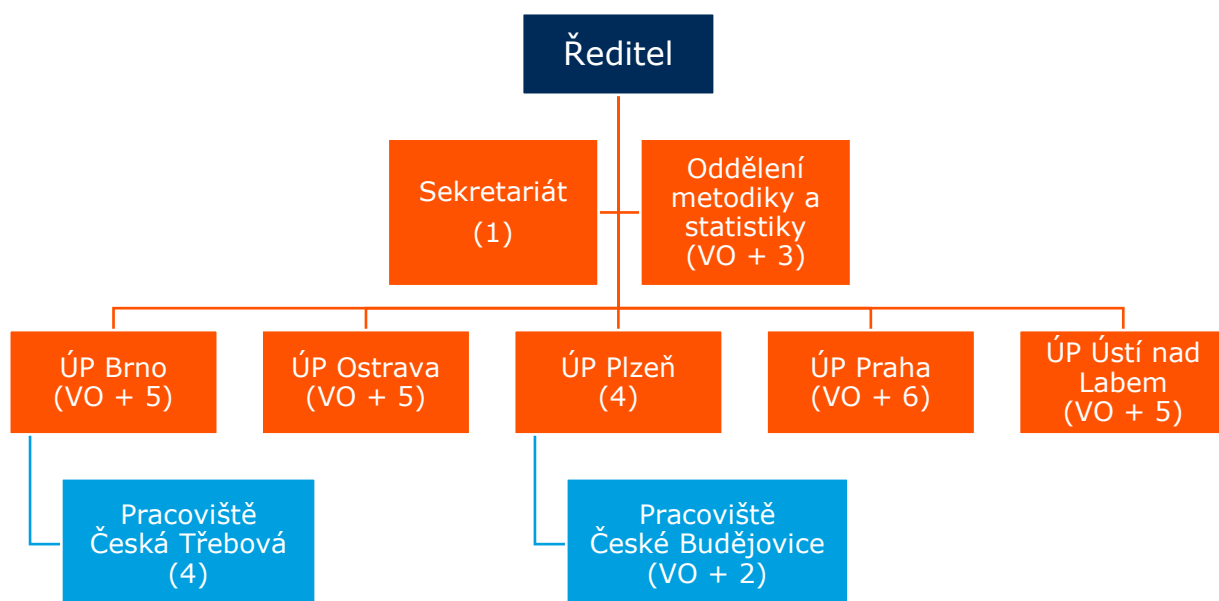 Ředitel
Sekretariát
(1)
Oddělení
metodiky a
statistiky
(VO + 3)
ÚP Brno
(VO + 5)
ÚP Ostrava
(VO + 5)
ÚP Plzeň
(4)
ÚP Praha
(VO + 6)
ÚP Ústí nad
Labem
(VO + 5)
Pracoviště
Česká Třebová
(4)
Pracoviště
České Budějovice
(VO + 2)